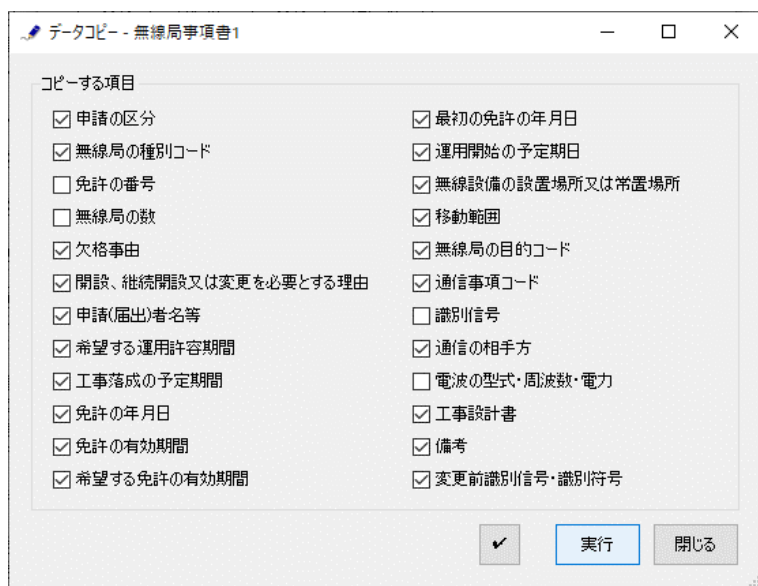 データコピー - 無線局事項書1
コピーする項目
申請の区分
無線局の種別コード
免許の番号
無線局の数
欠格事由
開設、継続開設又は変更を必要とする理由
申請(届出)者名等
希望する運用許容期間
工事落成の予定期間
免許の年月日
免許の有効期間
希望する免許の有効期間
最初の免許の年月日
運用開始の予定期日
無線設備の設置場所又は常置場所
移動範囲
無線局の目的コード
通信事項コード
識別信号
通信の相手方
電波の型式・周波数・電力
工事設計書
備考
変更前識別信号・識別符号
実行
閉じる